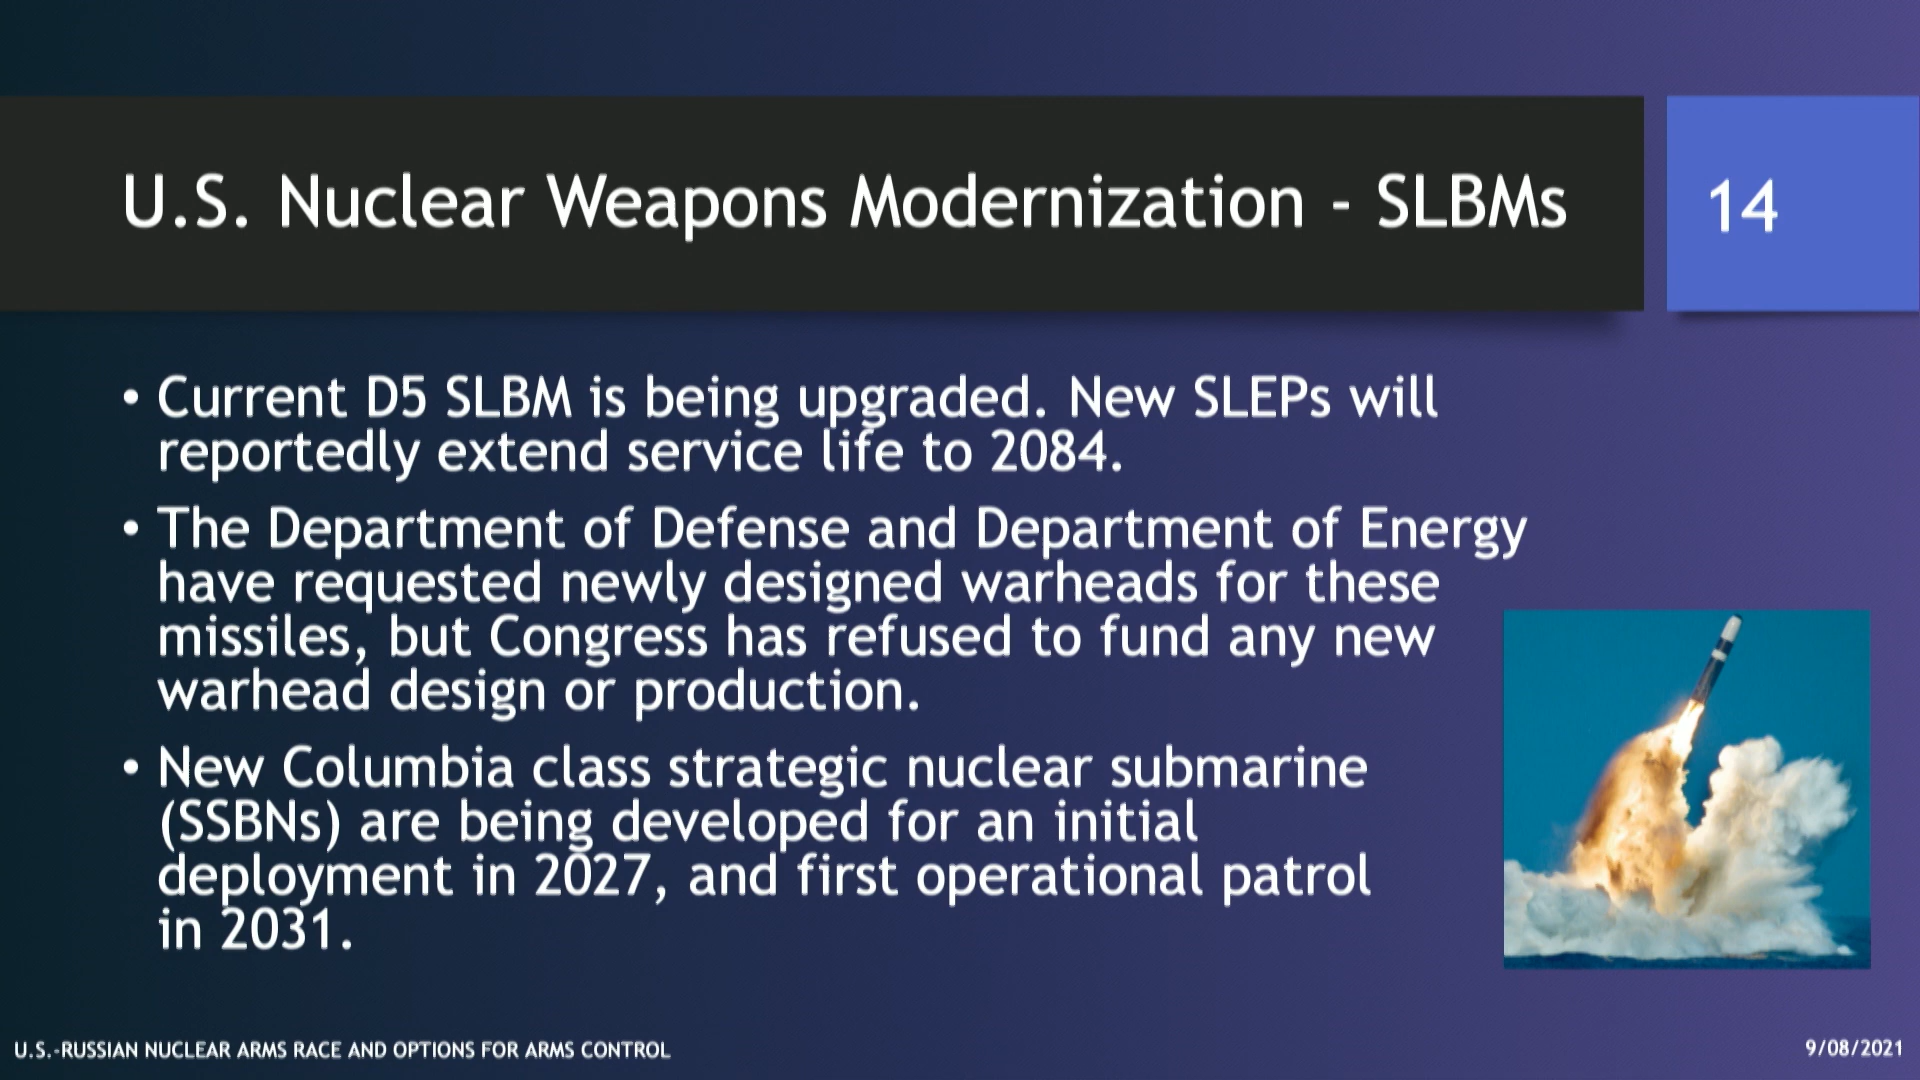 U.S. Nuclear Weapons Modernization - SLBMs
14
• Current D5 SLBM is being upgraded. New SLEPs will
reportedly extend service life to 2084.
• The Department of Defense and Department of Energy
have requested newly designed warheads for these
missiles, but Congress has refused to fund any new
warhead design or production.
• New Columbia class strategic nuclear submarine
(SSBNs) are being developed for an initial
deployment in 2027, and first operational patrol
in 2031.
U.S.-RUSSIAN NUCLEAR ARMS RACE AND OPTIONS FOR ARMS CONTROL
9/08/2021